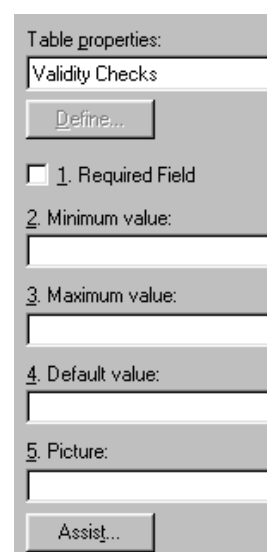 Table properties:
Validity Checks
Define...
1. Required Field
2. Minimum value:
3. Maximum value:
4. Default value:
5. Picture:
Assist...